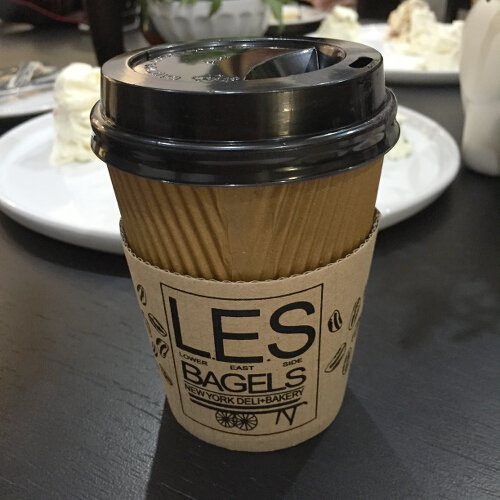 L.E.S
LOWER EAST SIDE
BAGELS
NEW YORK DELI+BAKERY